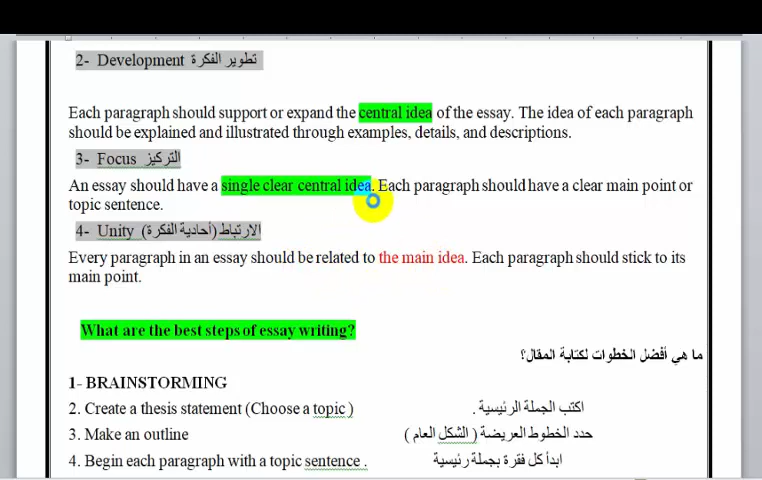 2- Development تطوير الفكرة
Each paragraph should support or expand the central idea of the essay. The idea of each paragraph
should be explained and illustrated through examples, details, and descriptions.
3- Focus التركيز
An essay should have a single clear central idea. Each paragraph should have a clear main point or
topic sentence.
4- Unity الارتباط (أحادية الفكرة)
Every paragraph in an essay should be related to the main idea. Each paragraph should stick to its
main point.
What are the best steps of essay writing?
ما هي أفضل الخطوات لكتابة المقال؟
1- BRAINSTORMING
2. Create a thesis statement (Choose a topic ) اكتب الجملة الرئيسية .
3. Make an outline حدد الخطوط العريضة ( الشكل العام )
4. Begin each paragraph with a topic sentence . ابدأ كل فقرة بجملة رئيسية